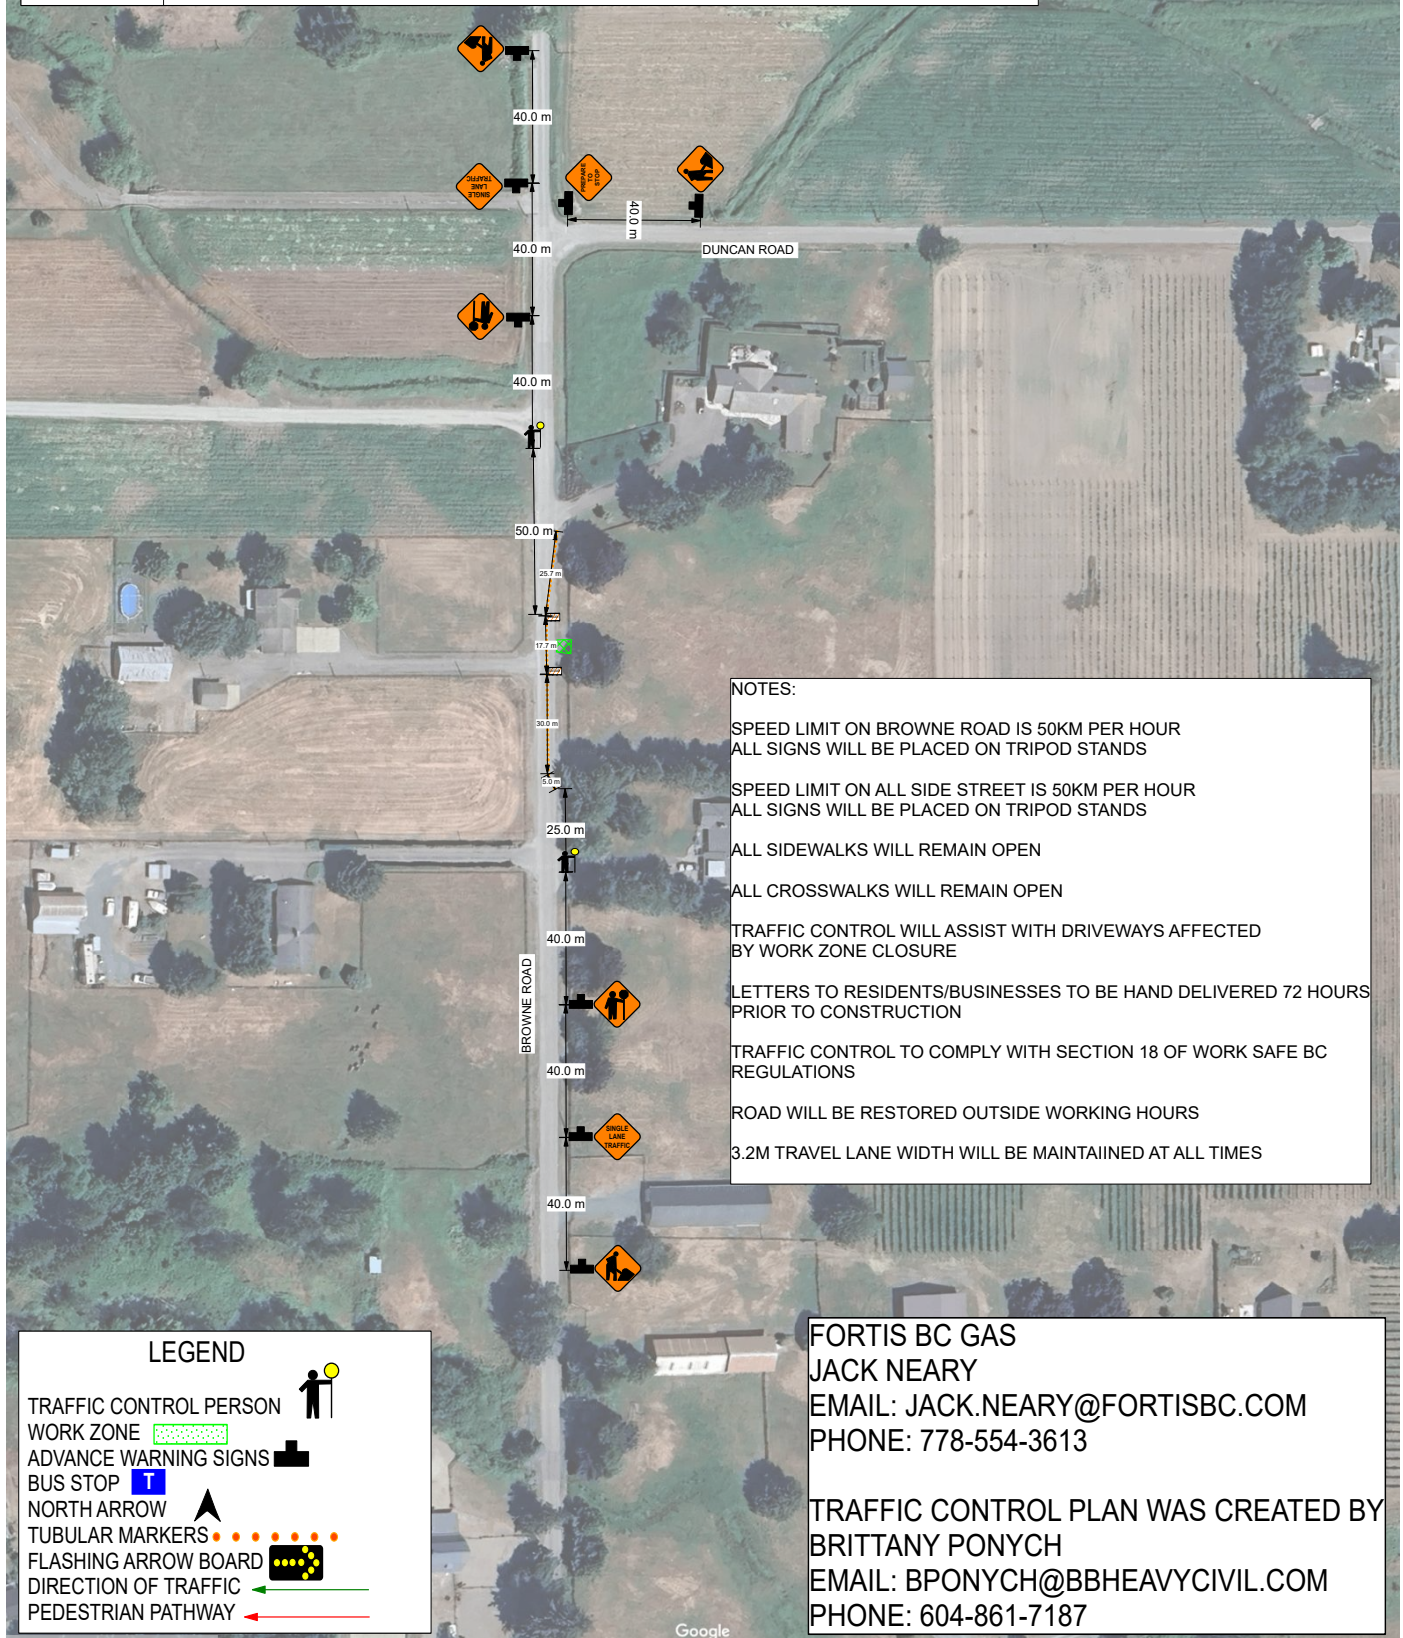 40.0 m
SINGLE
LANE
TRAFFIC
PREPARE
TO
STOP
40.0 m
40.0 m
DUNCAN ROAD
40.0 m
50.0 m
25.7 m
17.7 m
30.0 m
5.0 m
25.0 m
40.0 m
BROWNE ROAD
40.0 m
SINGLE
LANE
TRAFFIC
40.0 m
NOTES:
SPEED LIMIT ON BROWNE ROAD IS 50KM PER HOUR
ALL SIGNS WILL BE PLACED ON TRIPOD STANDS
SPEED LIMIT ON ALL SIDE STREET IS 50KM PER HOUR
ALL SIGNS WILL BE PLACED ON TRIPOD STANDS
ALL SIDEWALKS WILL REMAIN OPEN
ALL CROSSWALKS WILL REMAIN OPEN
TRAFFIC CONTROL WILL ASSIST WITH DRIVEWAYS AFFECTED
BY WORK ZONE CLOSURE
LETTERS TO RESIDENTS/BUSINESSES TO BE HAND DELIVERED 72 HOURS
PRIOR TO CONSTRUCTION
TRAFFIC CONTROL TO COMPLY WITH SECTION 18 OF WORK SAFE BC
REGULATIONS
ROAD WILL BE RESTORED OUTSIDE WORKING HOURS
3.2M TRAVEL LANE WIDTH WILL BE MAINTAIINED AT ALL TIMES
LEGEND
TRAFFIC CONTROL PERSON
WORK ZONE
ADVANCE WARNING SIGNS
BUS STOP T
NORTH ARROW
TUBULAR MARKERS
FLASHING ARROW BOARD
DIRECTION OF TRAFFIC
PEDESTRIAN PATHWAY
FORTIS BC GAS
JACK NEARY
EMAIL: JACK.NEARY@FORTISBC.COM
PHONE: 778-554-3613
TRAFFIC CONTROL PLAN WAS CREATED BY
BRITTANY PONYCH
EMAIL: BPONYCH@BBHEAVYCIVIL.COM
PHONE: 604-861-7187
Google